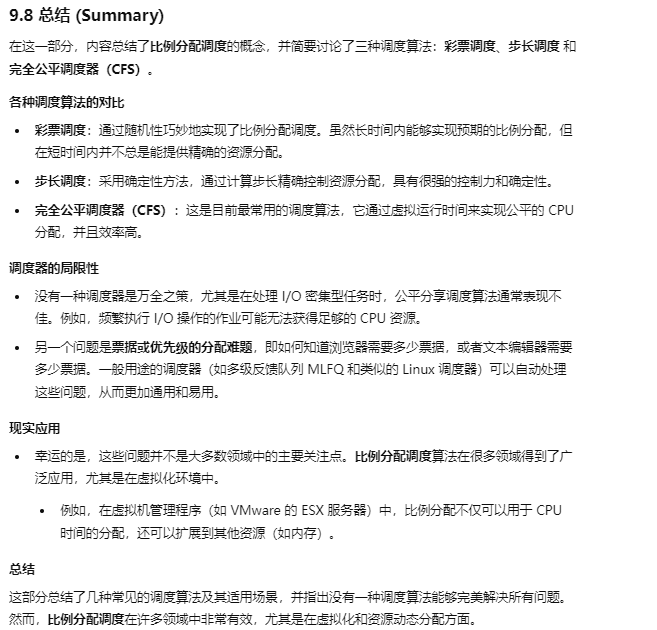 9.8 总结 (Summary)
在这一部分，内容总结了比例分配调度的概念，并简要讨论了三种调度算法：彩票调度、步长调度 和
完全公平调度器（CFS）。
各种调度算法的对比
• 彩票调度：通过随机性巧妙地实现了比例分配调度。虽然长时间内能够实现预期的比例分配，但
在短时间内并不总是能提供精确的资源分配。
• 步长调度：采用确定性方法，通过计算步长精确控制资源分配，具有很强的控制力和确定性。
• 完全公平调度器（CFS）：这是目前最常用的调度算法，它通过虚拟运行时间来实现公平的 CPU
分配，并且效率高。
调度器的局限性
• 没有一种调度器是万全之策，尤其是在处理 I/O 密集型任务时，公平分享调度算法通常表现不
佳。例如，频繁执行 I/O 操作的作业可能无法获得足够的 CPU 资源。
• 另一个问题是票据或优先级的分配难题，即如何知道浏览器需要多少票据，或者文本编辑器需要
多少票据。一般用途的调度器（如多级反馈队列 MLFQ 和类似的 Linux 调度器）可以自动处理
这些问题，从而更加通用和易用。
现实应用
• 幸运的是，这些问题并不是大多数领域中的主要关注点。比例分配调度算法在很多领域得到了广
泛应用，尤其是在虚拟化环境中。
• 例如，在虚拟机管理程序（如 VMware 的 ESX 服务器）中，比例分配不仅可以用于 CPU
时间的分配，还可以扩展到其他资源（如内存）。
总结
这部分总结了几种常见的调度算法及其适用场景，并指出没有一种调度算法能够完美解决所有问题。
然而，比例分配调度在许多领域中非常有效，尤其是在虚拟化和资源动态分配方面。